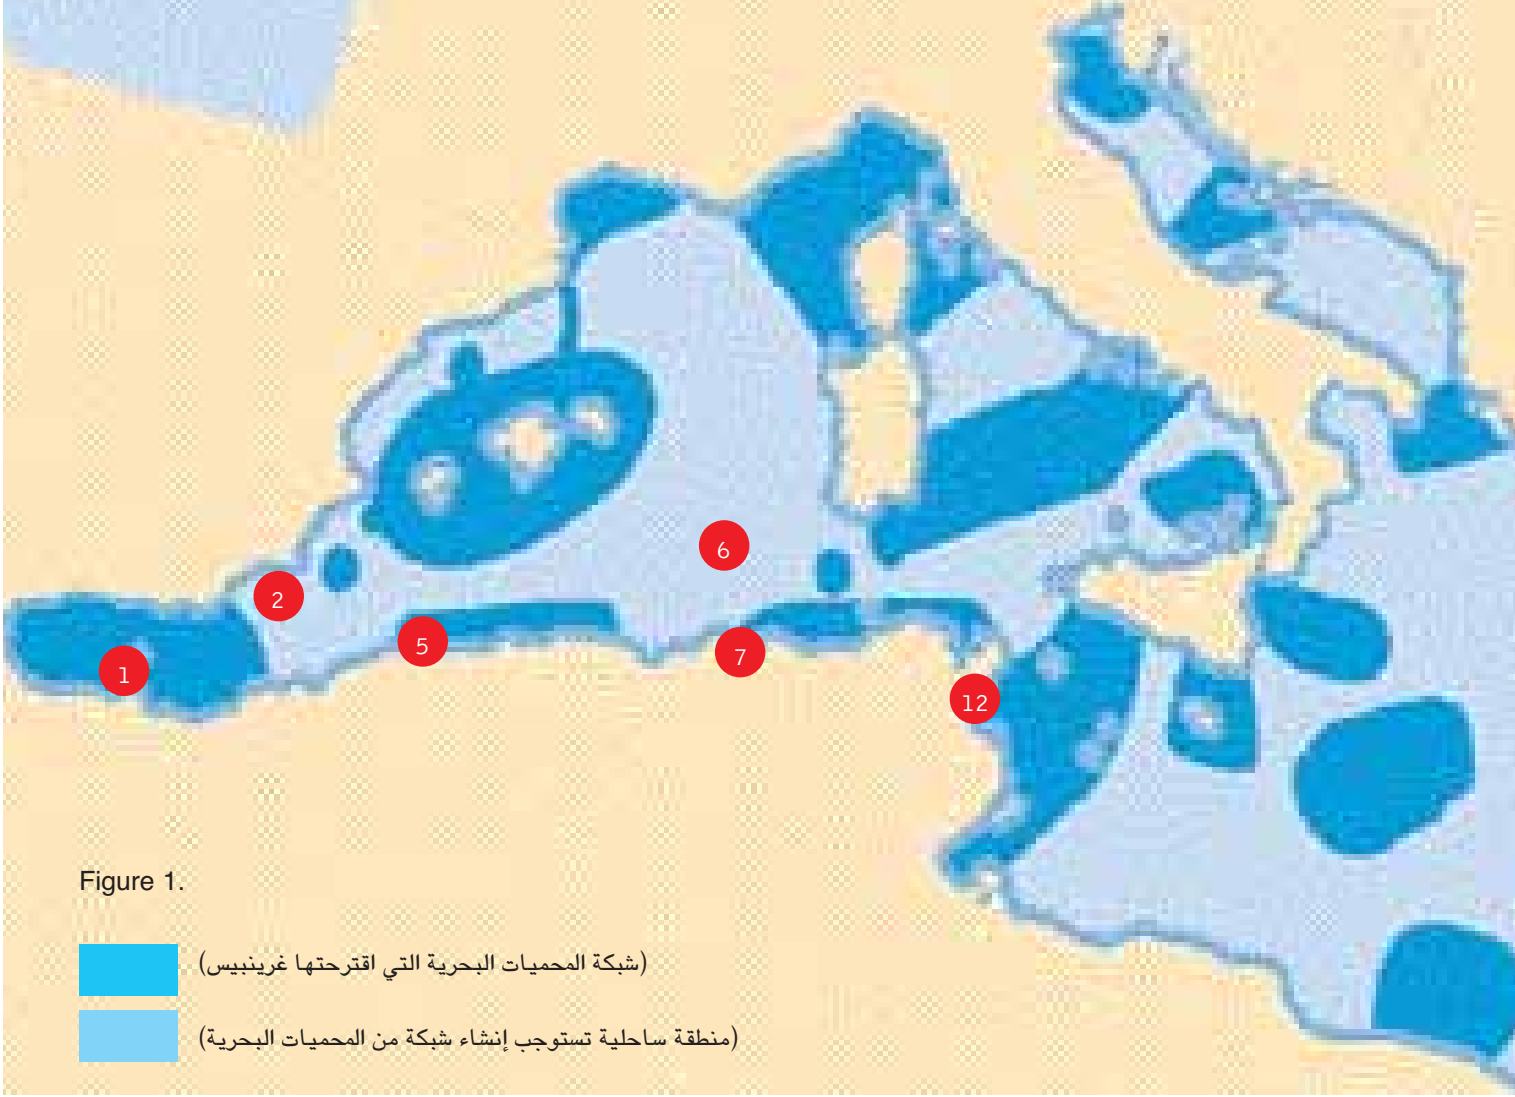 6
2
5
1
7
12
Figure 1.
(شبكة المحميات البحرية التي اقترحتها غرينبيس)
(منطقة ساحلية تستوجب إنشاء شبكة من المحميات البحرية)